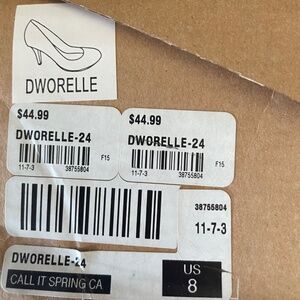 DWORELLE
$44.99
DWORELLE-24
F15
11-7-3 38755804
$44.99
DWORELLE-24
F15
11-7-3 38755804
38755804
11-7-3
DWORELLE-24
CALL IT SPRING CA
US
8